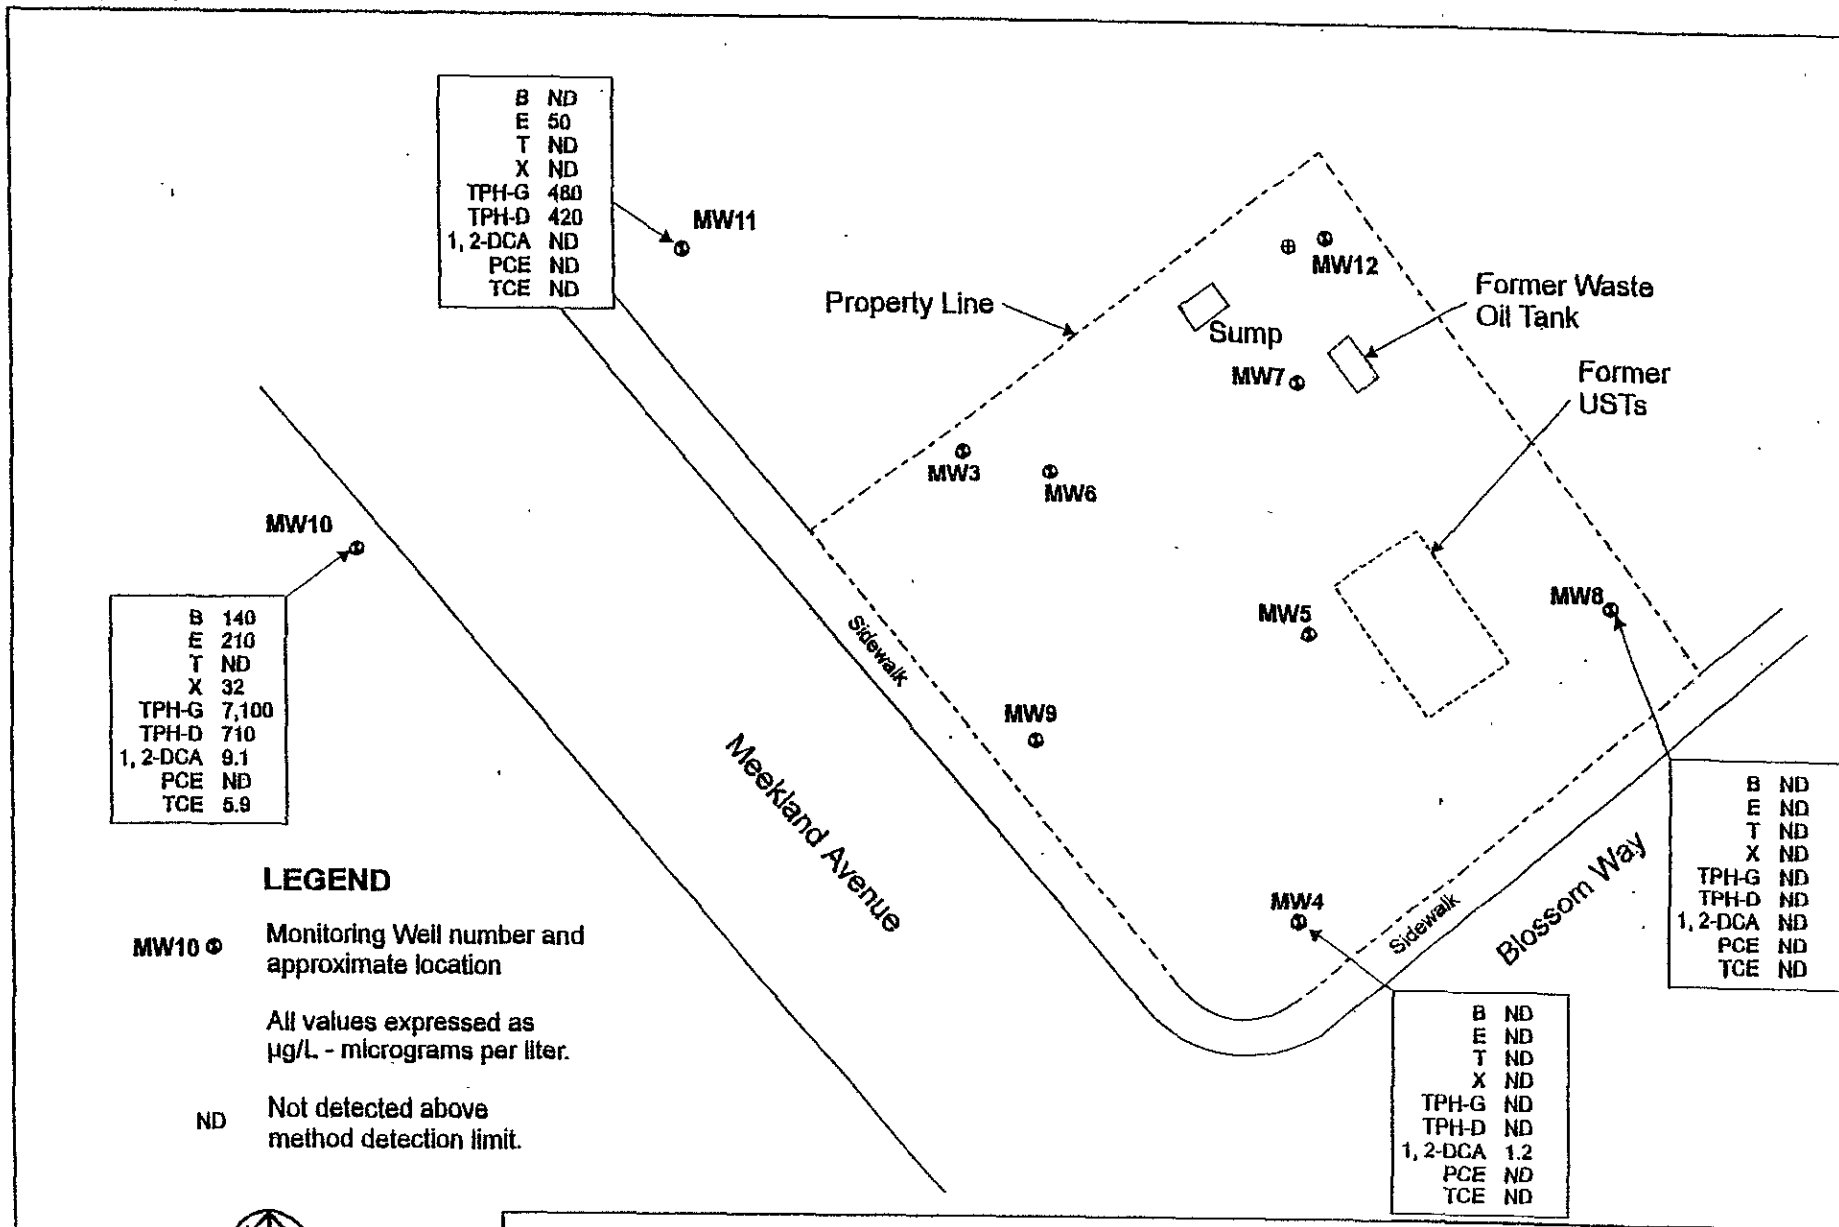 B ND
E 50
T ND
X ND
TPH-G 480
TPH-D 420
1, 2-DCA ND
PCE ND
TCE ND
MW11
MW12
Property Line
Former Waste
Oil Tank
Sump
MW7
Former
USTs
MW3
MW6
MW10
B 140
E 210
T ND
X 32
TPH-G 7,100
TPH-D 710
1, 2-DCA 9.1
PCE ND
TCE 5.9
Sidewalk
MW5
MW8
MW9
Meekland Avenue
B ND
E ND
T ND
X ND
TPH-G ND
TPH-D ND
1, 2-DCA ND
PCE ND
TCE ND
MW4
Sidewalk
Blossom Way
B ND
E ND
T ND
X ND
TPH-G ND
TPH-D ND
1, 2-DCA 1.2
PCE ND
TCE ND
LEGEND
MW10 Monitoring Well number and
approximate location
All values expressed as
µg/L - micrograms per liter.
ND Not detected above
method detection limit.